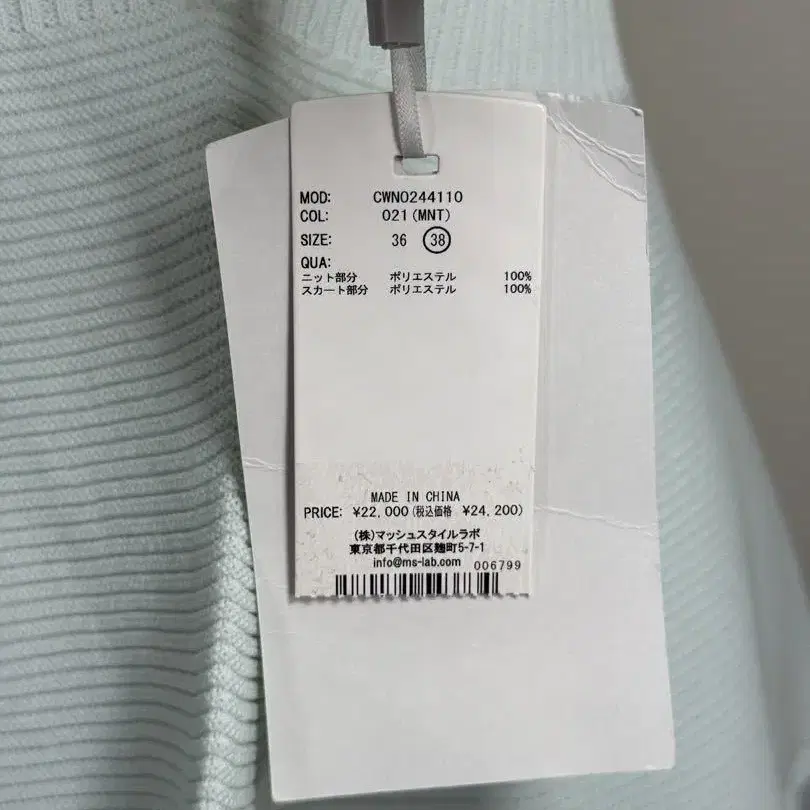 MOD: CWNO244110
COL: 021(MNT)
SIZE: 36 38
QUA:
ニット部分 ポリエステル 100%
スカート部分 ポリエステル 100%
MADE IN CHINA
PRICE: ¥22,000(税込価格 ¥24,200)
(株)マッシュスタイルラボ
東京都千代田区麹町5-7-1
info@ms-lab.com 006799